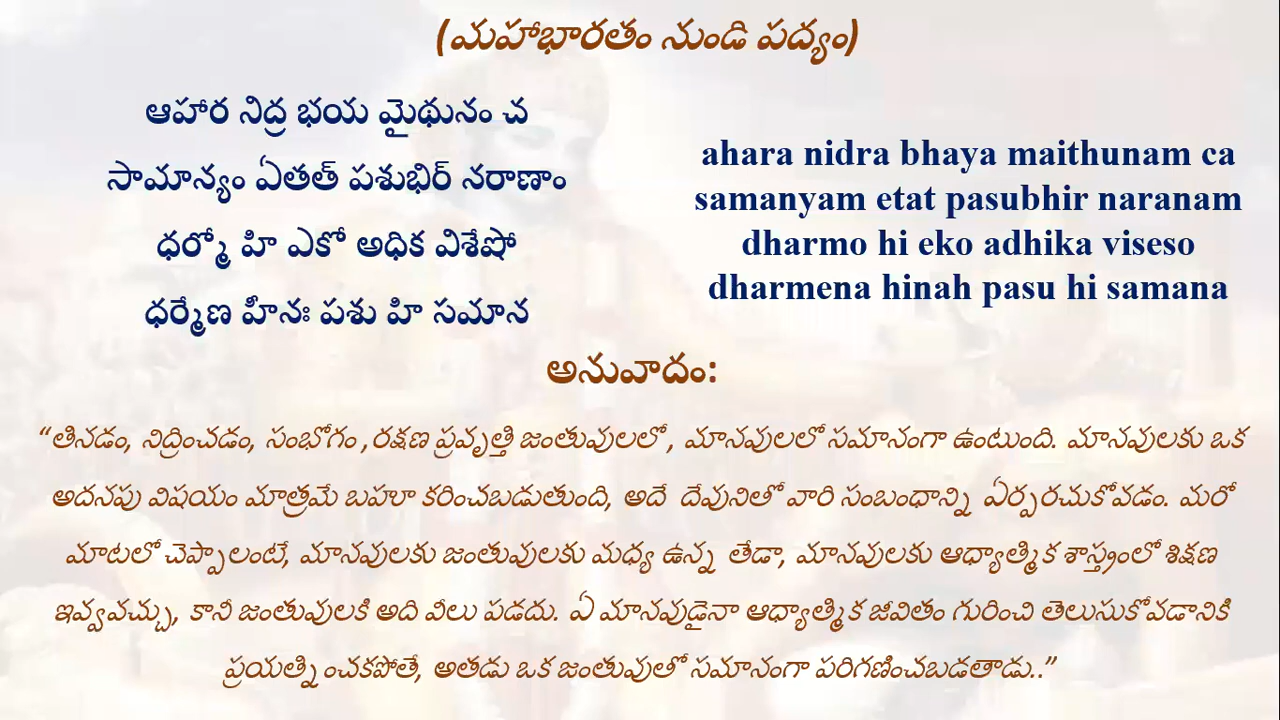 (మహాభారతం నుండి పద్యం)
ఆహార నిద్ర భయ మైథునం చ
సామాన్యం ఏతత్ పశుభిర్ నరాణాం
ధర్మో హి ఎకో అధిక విశేషో
ధర్మేణ హీనః పశు హి సమాన
ahara nidra bhaya maithunam ca
samanyam etat pasubhir naranam
dharmo hi eko adhika viseso
dharmena hinah pasu hi samana
అనువాదం:
“తినడం, నిద్రించడం, సంభోగం ,రక్షణ ప్రవృత్తి జంతువులలో , మానవులలో సమానంగా ఉంటుంది. మానవులకు ఒక
అదనపు విషయం మాత్రమే బహూకరించబడుతుంది, అదే దేవునితో వారి సంబంధాన్ని ఏర్పరచుకోవడం. మరో
మాటలో చెప్పాలంటే, మానవులకు జంతువులకు మధ్య ఉన్న తేడా, మానవులకు ఆధ్యాత్మిక శాస్త్రంలో శిక్షణ
ఇవ్వవచ్చు, కానీ జంతువులకి అది వీలు పడదు. ఏ మానవుడైనా ఆధ్యాత్మిక జీవితం గురించి తెలుసుకోవడానికి
ప్రయత్నించకపోతే, అతడు ఒక జంతువుతో సమానంగా పరిగణించబడతాడు..”